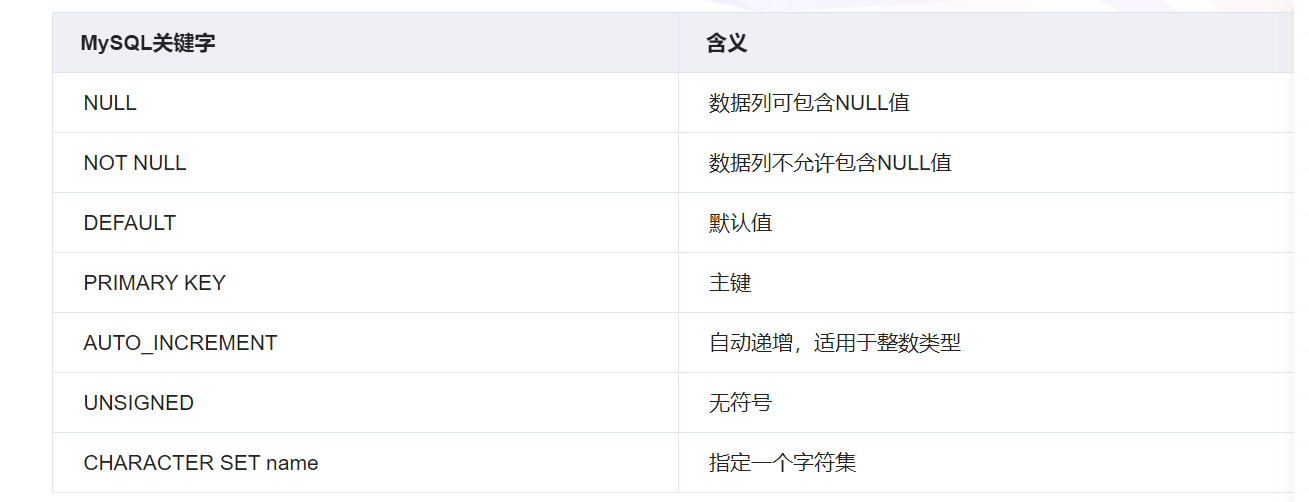 MySQL关键字 含义
NULL 数据列可包含NULL值
NOT NULL 数据列不允许包含NULL值
DEFAULT 默认值
PRIMARY KEY 主键
AUTO_INCREMENT 自动递增，适用于整数类型
UNSIGNED 无符号
CHARACTER SET name 指定一个字符集